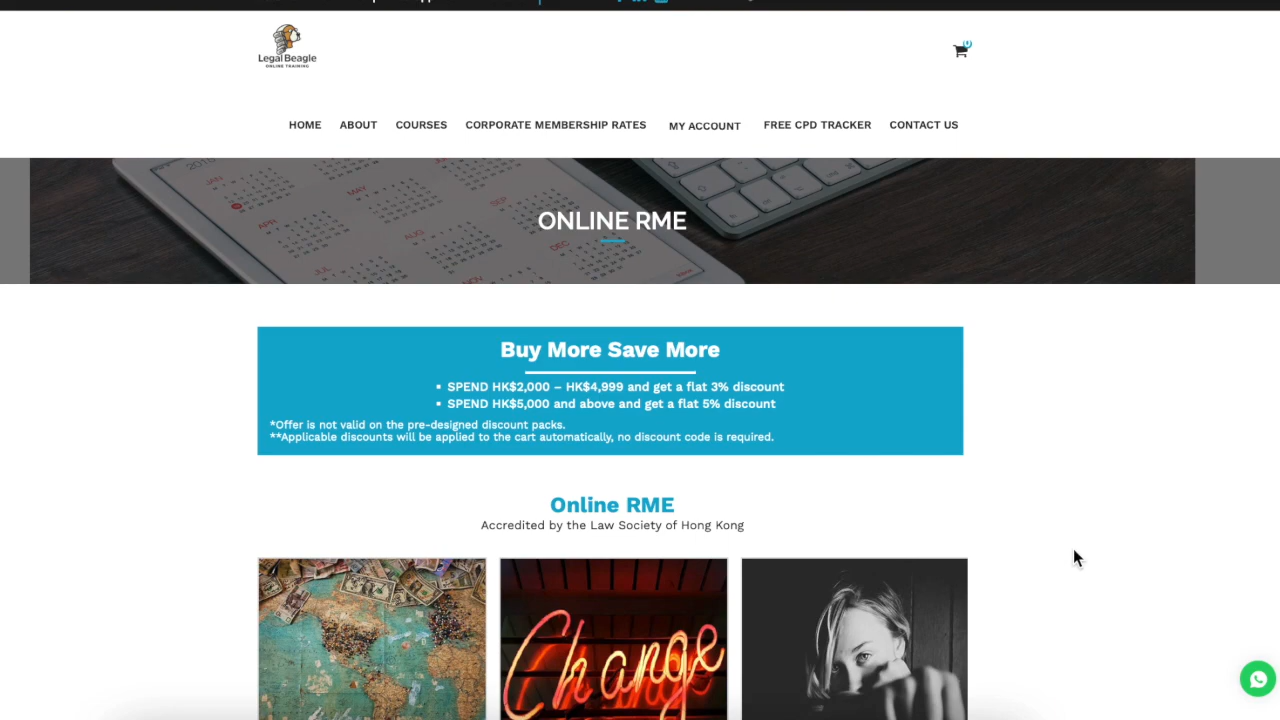 Legal Beagle
ONLINE TRAINING
0
HOME ABOUT COURSES CORPORATE MEMBERSHIP RATES MY ACCOUNT FREE CPD TRACKER CONTACT US
ONLINE RME
Buy More Save More
▪ SPEND HK$2,000 – HK$4,999 and get a flat 3% discount
▪ SPEND HK$5,000 and above and get a flat 5% discount
*Offer is not valid on the pre-designed discount packs.
**Applicable discounts will be applied to the cart automatically, no discount code is required.
Online RME
Accredited by the Law Society of Hong Kong
Change